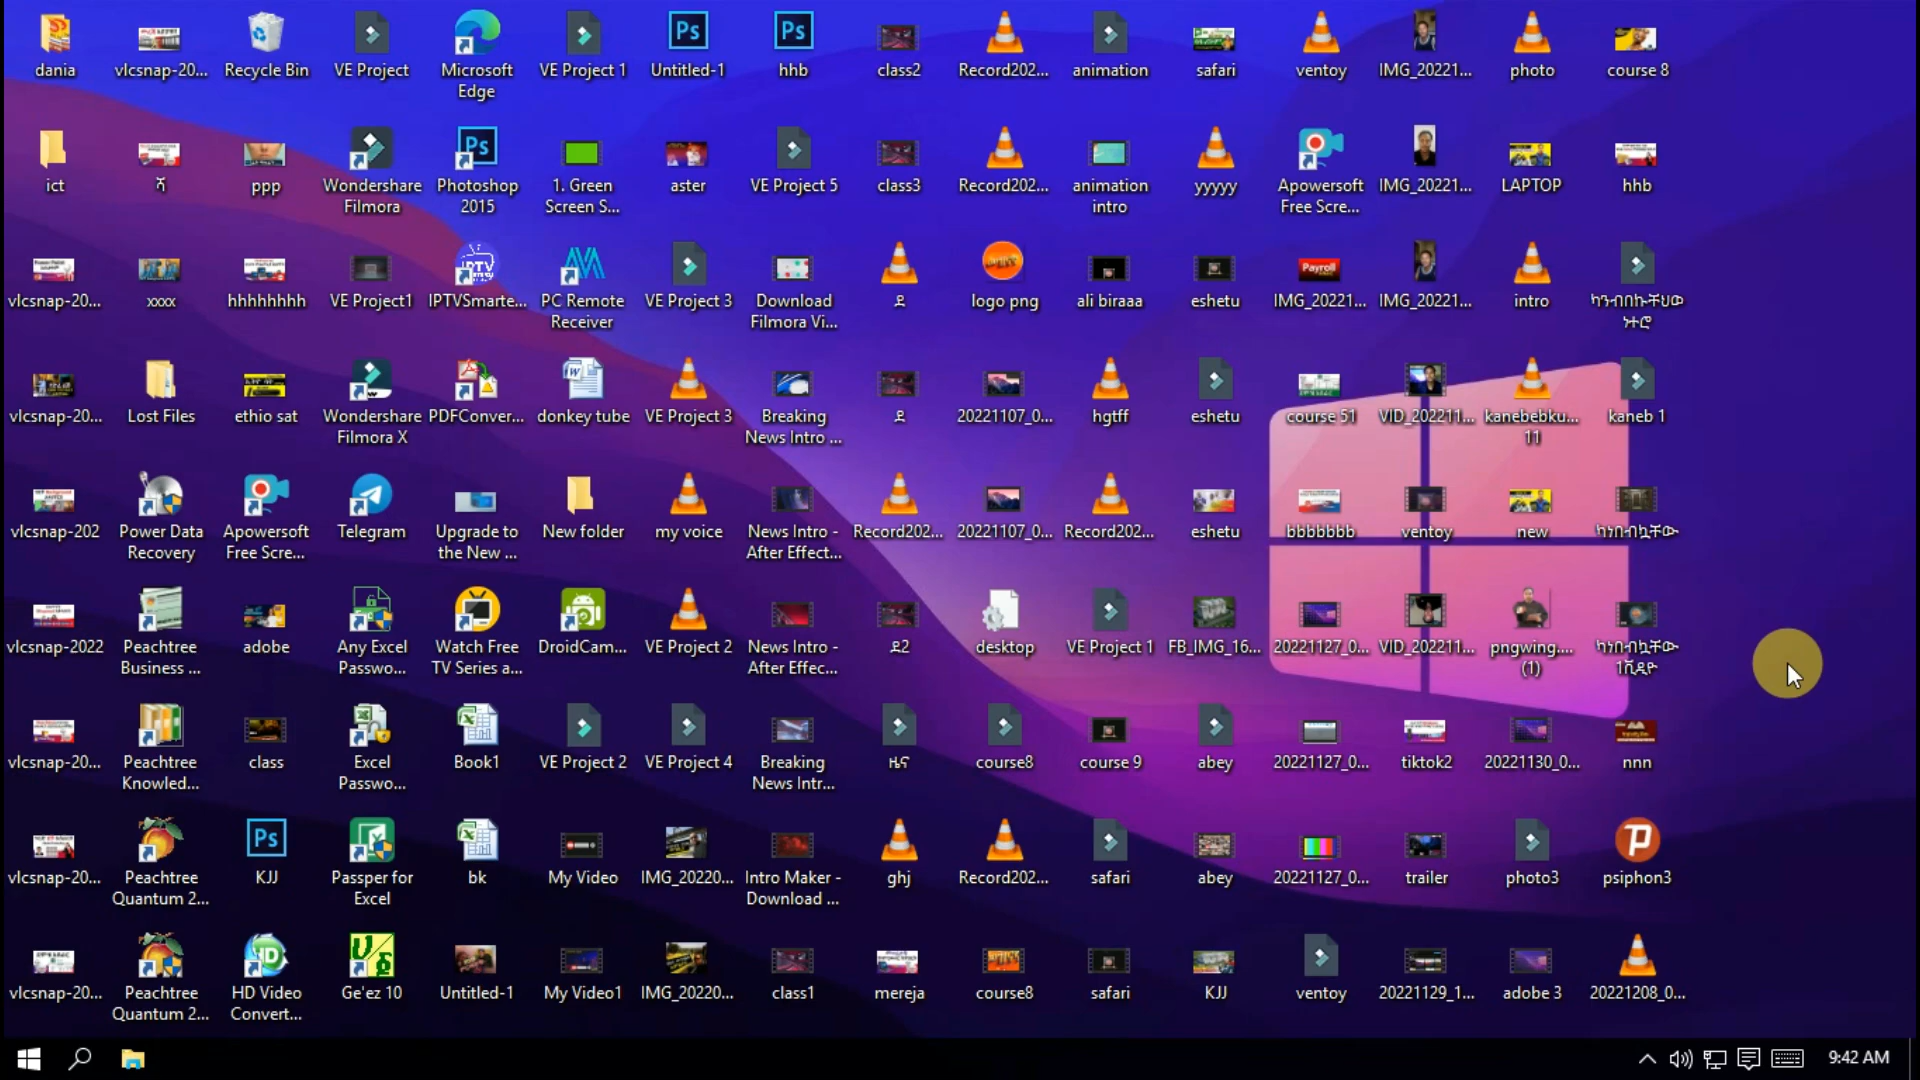 dania
vlcsnap-20...
Recycle Bin
VE Project
Microsoft
Edge
VE Project 1
Untitled-1
hhb
class2
Record202...
animation
safari
ventoy
IMG_20221...
photo
course 8
ict
ሻ
ppp
Wondershare
Filmora
Photoshop
2015
1. Green
Screen S...
aster
VE Project 5
class3
Record202...
animation
intro
yyyyy
Apowersoft
Free Scre...
IMG_20221...
LAPTOP
hhb
vlcsnap-20...
xxxx
hhhhhhhh
VE Project1
IPTVSmarte...
PC Remote
Receiver
VE Project 3
Download
Filmora Vi...
ደ
logo png
ali biraaa
eshetu
Payroll
IMG_20221...
IMG_20221...
intro
ካንብበኩቸህው
ነተሮ
vlcsnap-20...
Lost Files
ethio sat
Wondershare
Filmora X
PDFConver...
donkey tube
VE Project 3
Breaking
News Intro ...
ደ
20221107_0...
hgtff
eshetu
course 51
VID_202211...
kanebebku...
11
kaneb 1
vlcsnap-202
Power Data
Recovery
Apowersoft
Free Scre...
Telegram
Upgrade to
the New ...
New folder
my voice
News Intro -
After Effect...
Record202...
20221107_0...
Record202...
eshetu
bbbbbbb
ventoy
new
ካነበብኳቸው
vlcsnap-2022
Peachtree
Business ...
adobe
Any Excel
Passwo...
Watch Free
TV Series a...
DroidCam...
VE Project 2
News Intro -
After Effec...
ደ2
desktop
VE Project 1
FB_IMG_16...
20221127_0...
VID_202211...
pngwing....
(1)
ካነበብኳቸው
1ቪዲዮ
vlcsnap-20...
Peachtree
Knowled...
class
Excel
Passwo...
Book1
VE Project 2
VE Project 4
Breaking
News Intr...
ዜና
course8
course 9
abey
20221127_0...
tiktok2
20221130_0...
nnn
vlcsnap-20...
Peachtree
Quantum 2...
KJJ
Passper for
Excel
bk
My Video
IMG_20220...
Intro Maker -
Download ...
ghj
Record202...
safari
abey
20221127_0...
trailer
photo3
psiphon3
vlcsnap-20...
Peachtree
Quantum 2...
HD Video
Convert...
Ge'ez 10
Untitled-1
My Video1
IMG_20220...
class1
mereja
course8
safari
KJJ
ventoy
20221129_1...
adobe 3
20221208_0...
9:42 AM